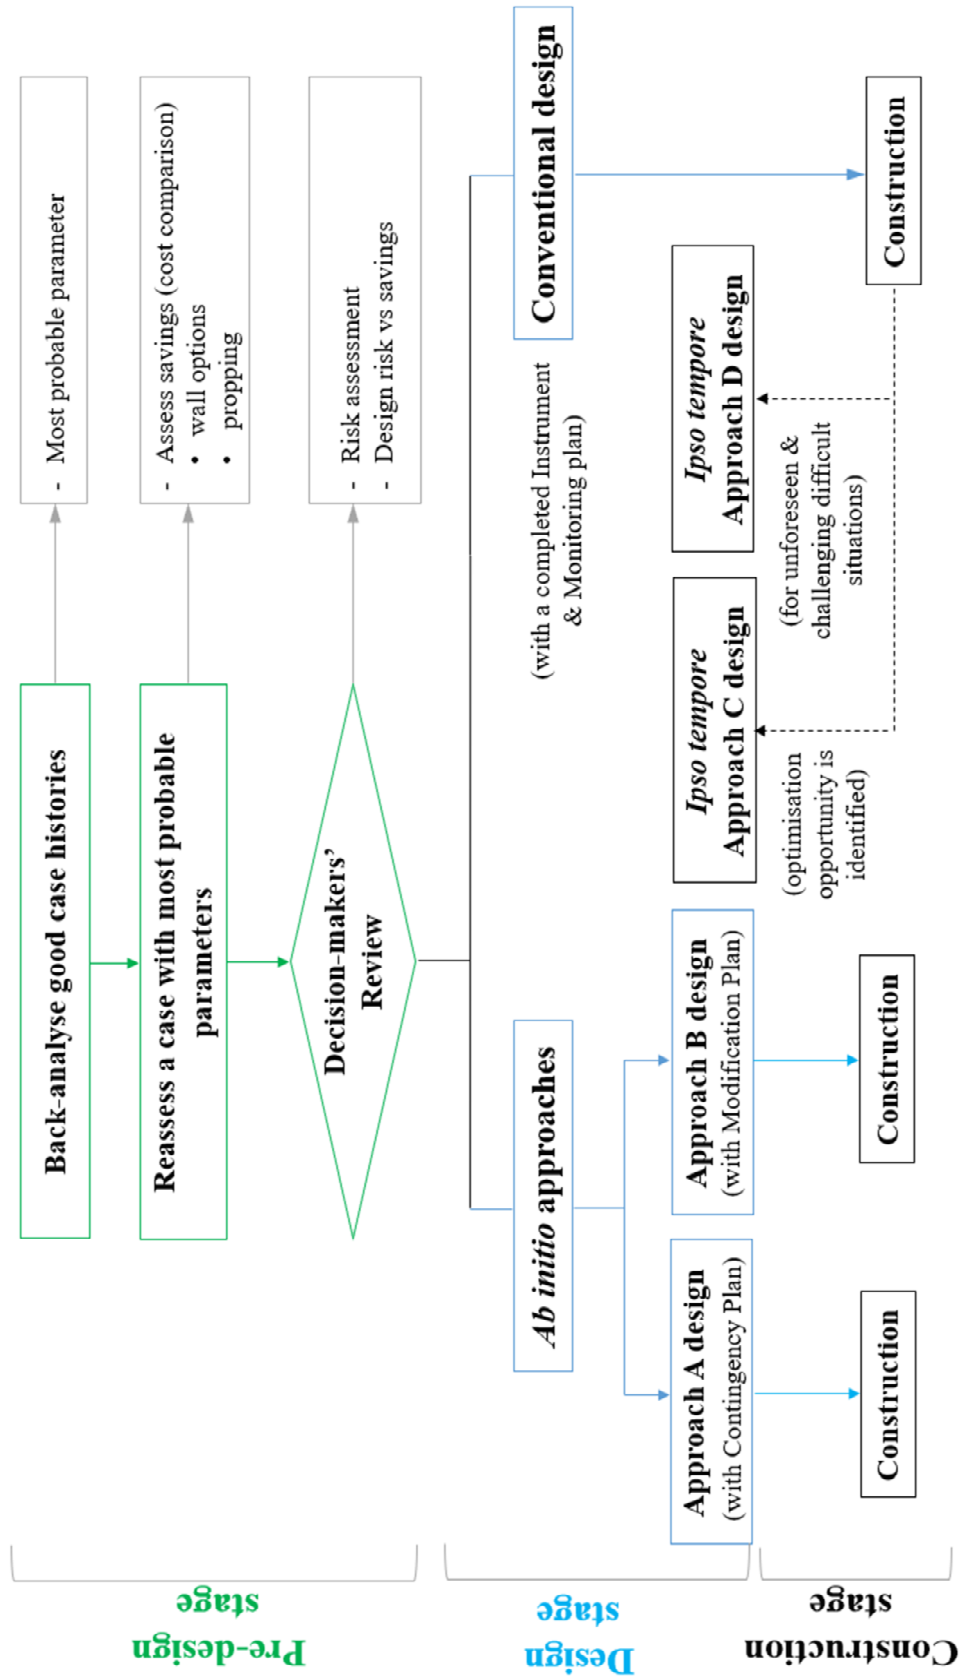 Pre-design
stage
Back-analyse good case histories
- Most probable parameter
Reassess a case with most probable
parameters
- Assess savings (cost comparison)
• wall options
• propping
Decision-makers’
Review
- Risk assessment
- Design risk vs savings
Design
stage
Ab initio approaches
Conventional design
(with a completed Instrument
& Monitoring plan)
Approach A design
(with Contingency Plan)
Approach B design
(with Modification Plan)
Ipso tempore
Approach C design
(optimisation
opportunity is
identified)
Ipso tempore
Approach D design
(for unforeseen &
challenging difficult
situations)
Construction
stage
Construction
Construction
Construction